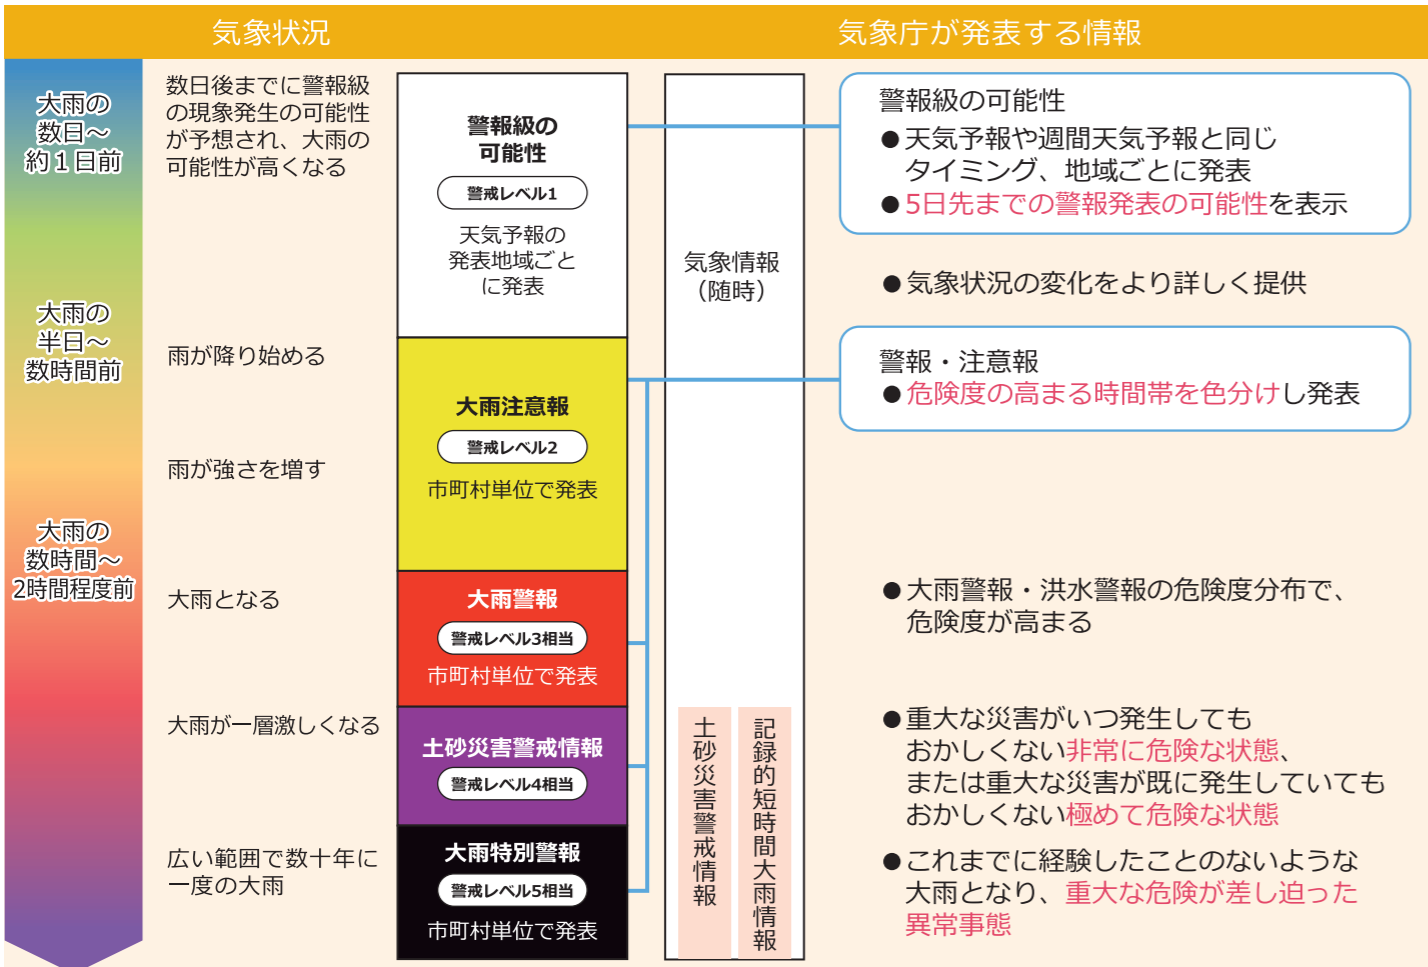 気象状況
気象庁が発表する情報
大雨の
数日〜
約1日前
数日後までに警報級
の現象発生の可能性
が予想され、大雨の
可能性が高くなる
警報級の
可能性
警戒レベル1
天気予報の
発表地域ごと
に発表
気象情報
（随時）
警報級の可能性
●天気予報や週間天気予報と同じ
タイミング、地域ごとに発表
●5日先までの警報発表の可能性を表示
●気象状況の変化をより詳しく提供
大雨の
半日〜
数時間前
雨が降り始める
雨が強さを増す
大雨注意報
警戒レベル2
市町村単位で発表
警報・注意報
●危険度の高まる時間帯を色分けし発表
大雨の
数時間〜
2時間程度前
大雨となる
大雨警報
警戒レベル3相当
市町村単位で発表
●大雨警報・洪水警報の危険度分布で、
危険度が高まる
大雨が一層激しくなる
土砂災害警戒情報
警戒レベル4相当
土砂災害警戒情報
記録的短時間大雨情報
●重大な災害がいつ発生しても
おかしくない非常に危険な状態、
または重大な災害が既に発生していても
おかしくない極めて危険な状態
広い範囲で数十年に
一度の大雨
大雨特別警報
警戒レベル5相当
市町村単位で発表
●これまでに経験したことのないような
大雨となり、重大な危険が差し迫った
異常事態